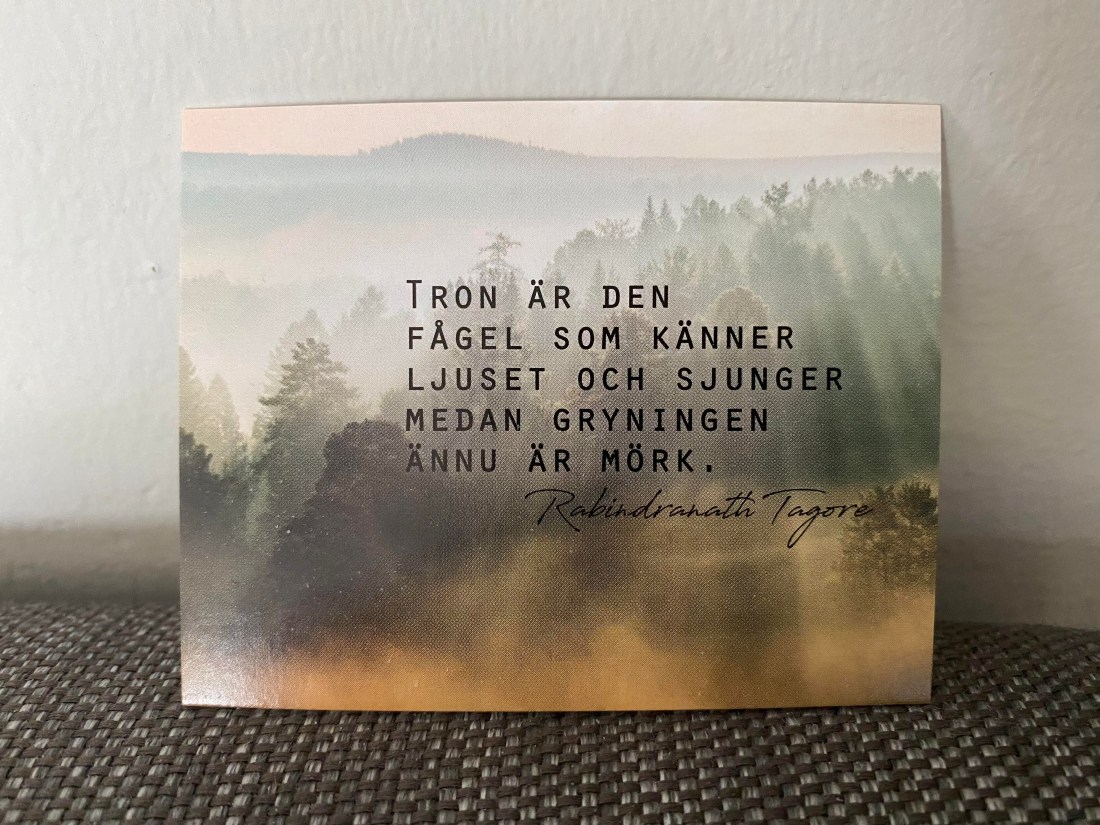 Tron är den
fågel som känner
ljuset och sjunger
medan gryningen
ännu är mörk.
Rabindranath Tagore